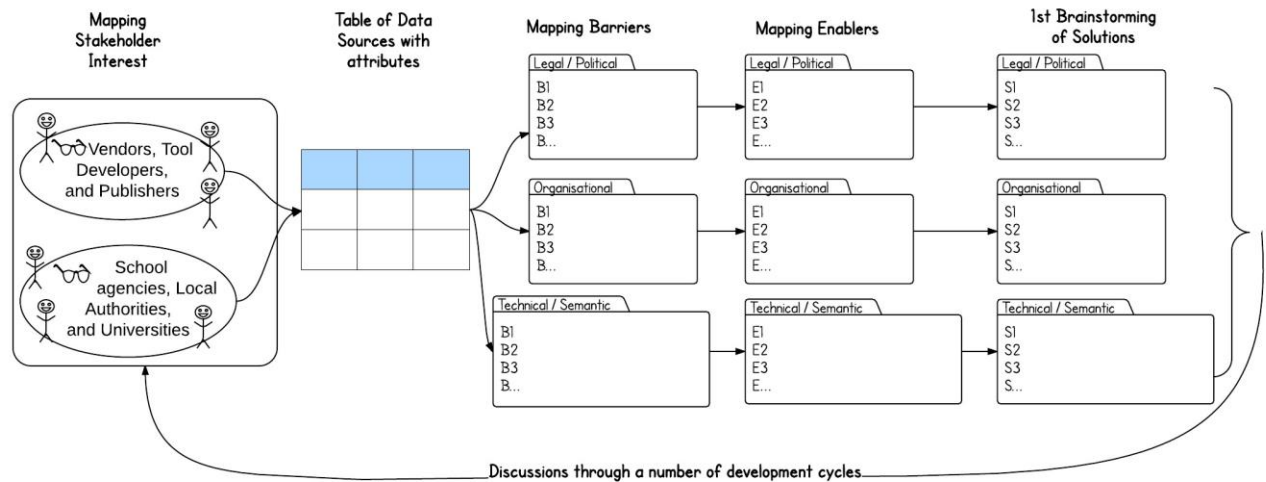 Mapping
Stakeholder
Interest
Table of Data
Sources with
attributes
Mapping Barriers
Mapping Enablers
1st Brainstorming
of Solutions
Vendors, Tool
Developers,
and Publishers
School
agencies, Local
Authorities,
and Universities
Legal / Political
B1
B2
B3
B...
Legal / Political
E1
E2
E3
E...
Legal / Political
S1
S2
S3
S...
Organisational
B1
B2
B3
B...
Organisational
E1
E2
E3
E...
Organisational
S1
S2
S3
S...
Technical / Semantic
B1
B2
B3
B...
Technical / Semantic
E1
E2
E3
E...
Technical / Semantic
S1
S2
S3
S...
Discussions through a number of development cycles